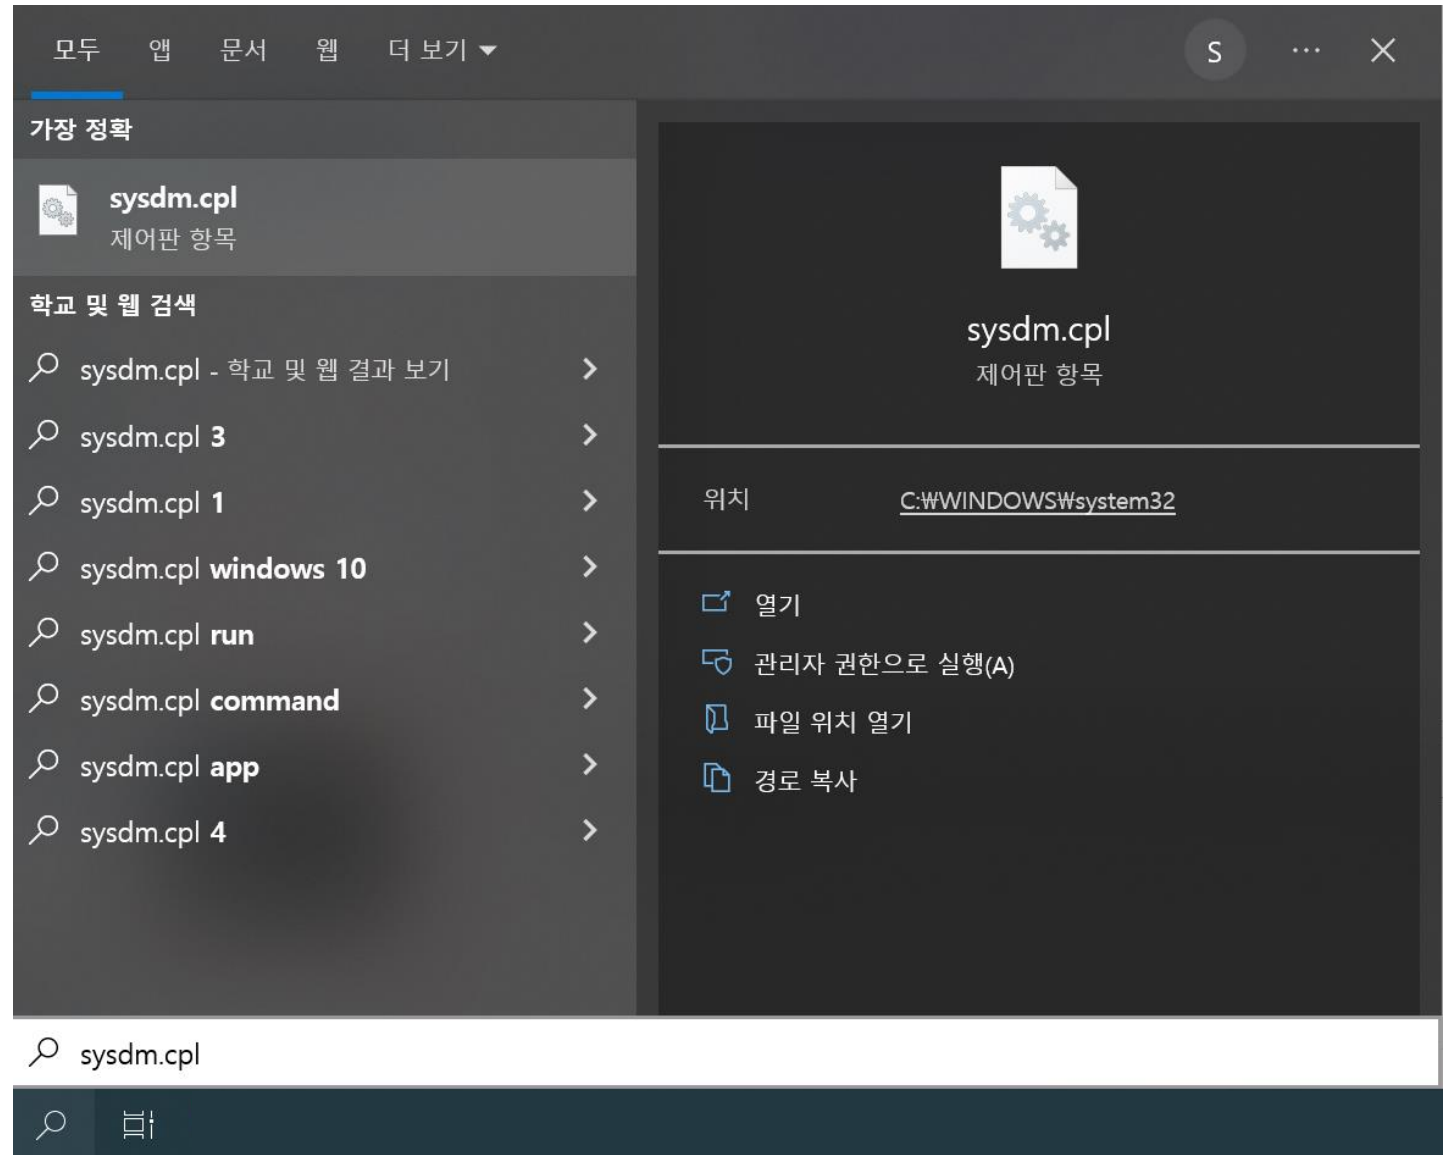 모두 앱 문서 웹 더 보기 S ...
가장 정확
sysdm.cpl
제어판 항목
학교 및 웹 검색
sysdm.cpl - 학교 및 웹 결과 보기
sysdm.cpl 3
sysdm.cpl 1
sysdm.cpl windows 10
sysdm.cpl run
sysdm.cpl command
sysdm.cpl app
sysdm.cpl 4
sysdm.cpl
제어판 항목
위치 C:₩WINDOWS₩system32
열기
관리자 권한으로 실행(A)
파일 위치 열기
경로 복사
sysdm.cpl